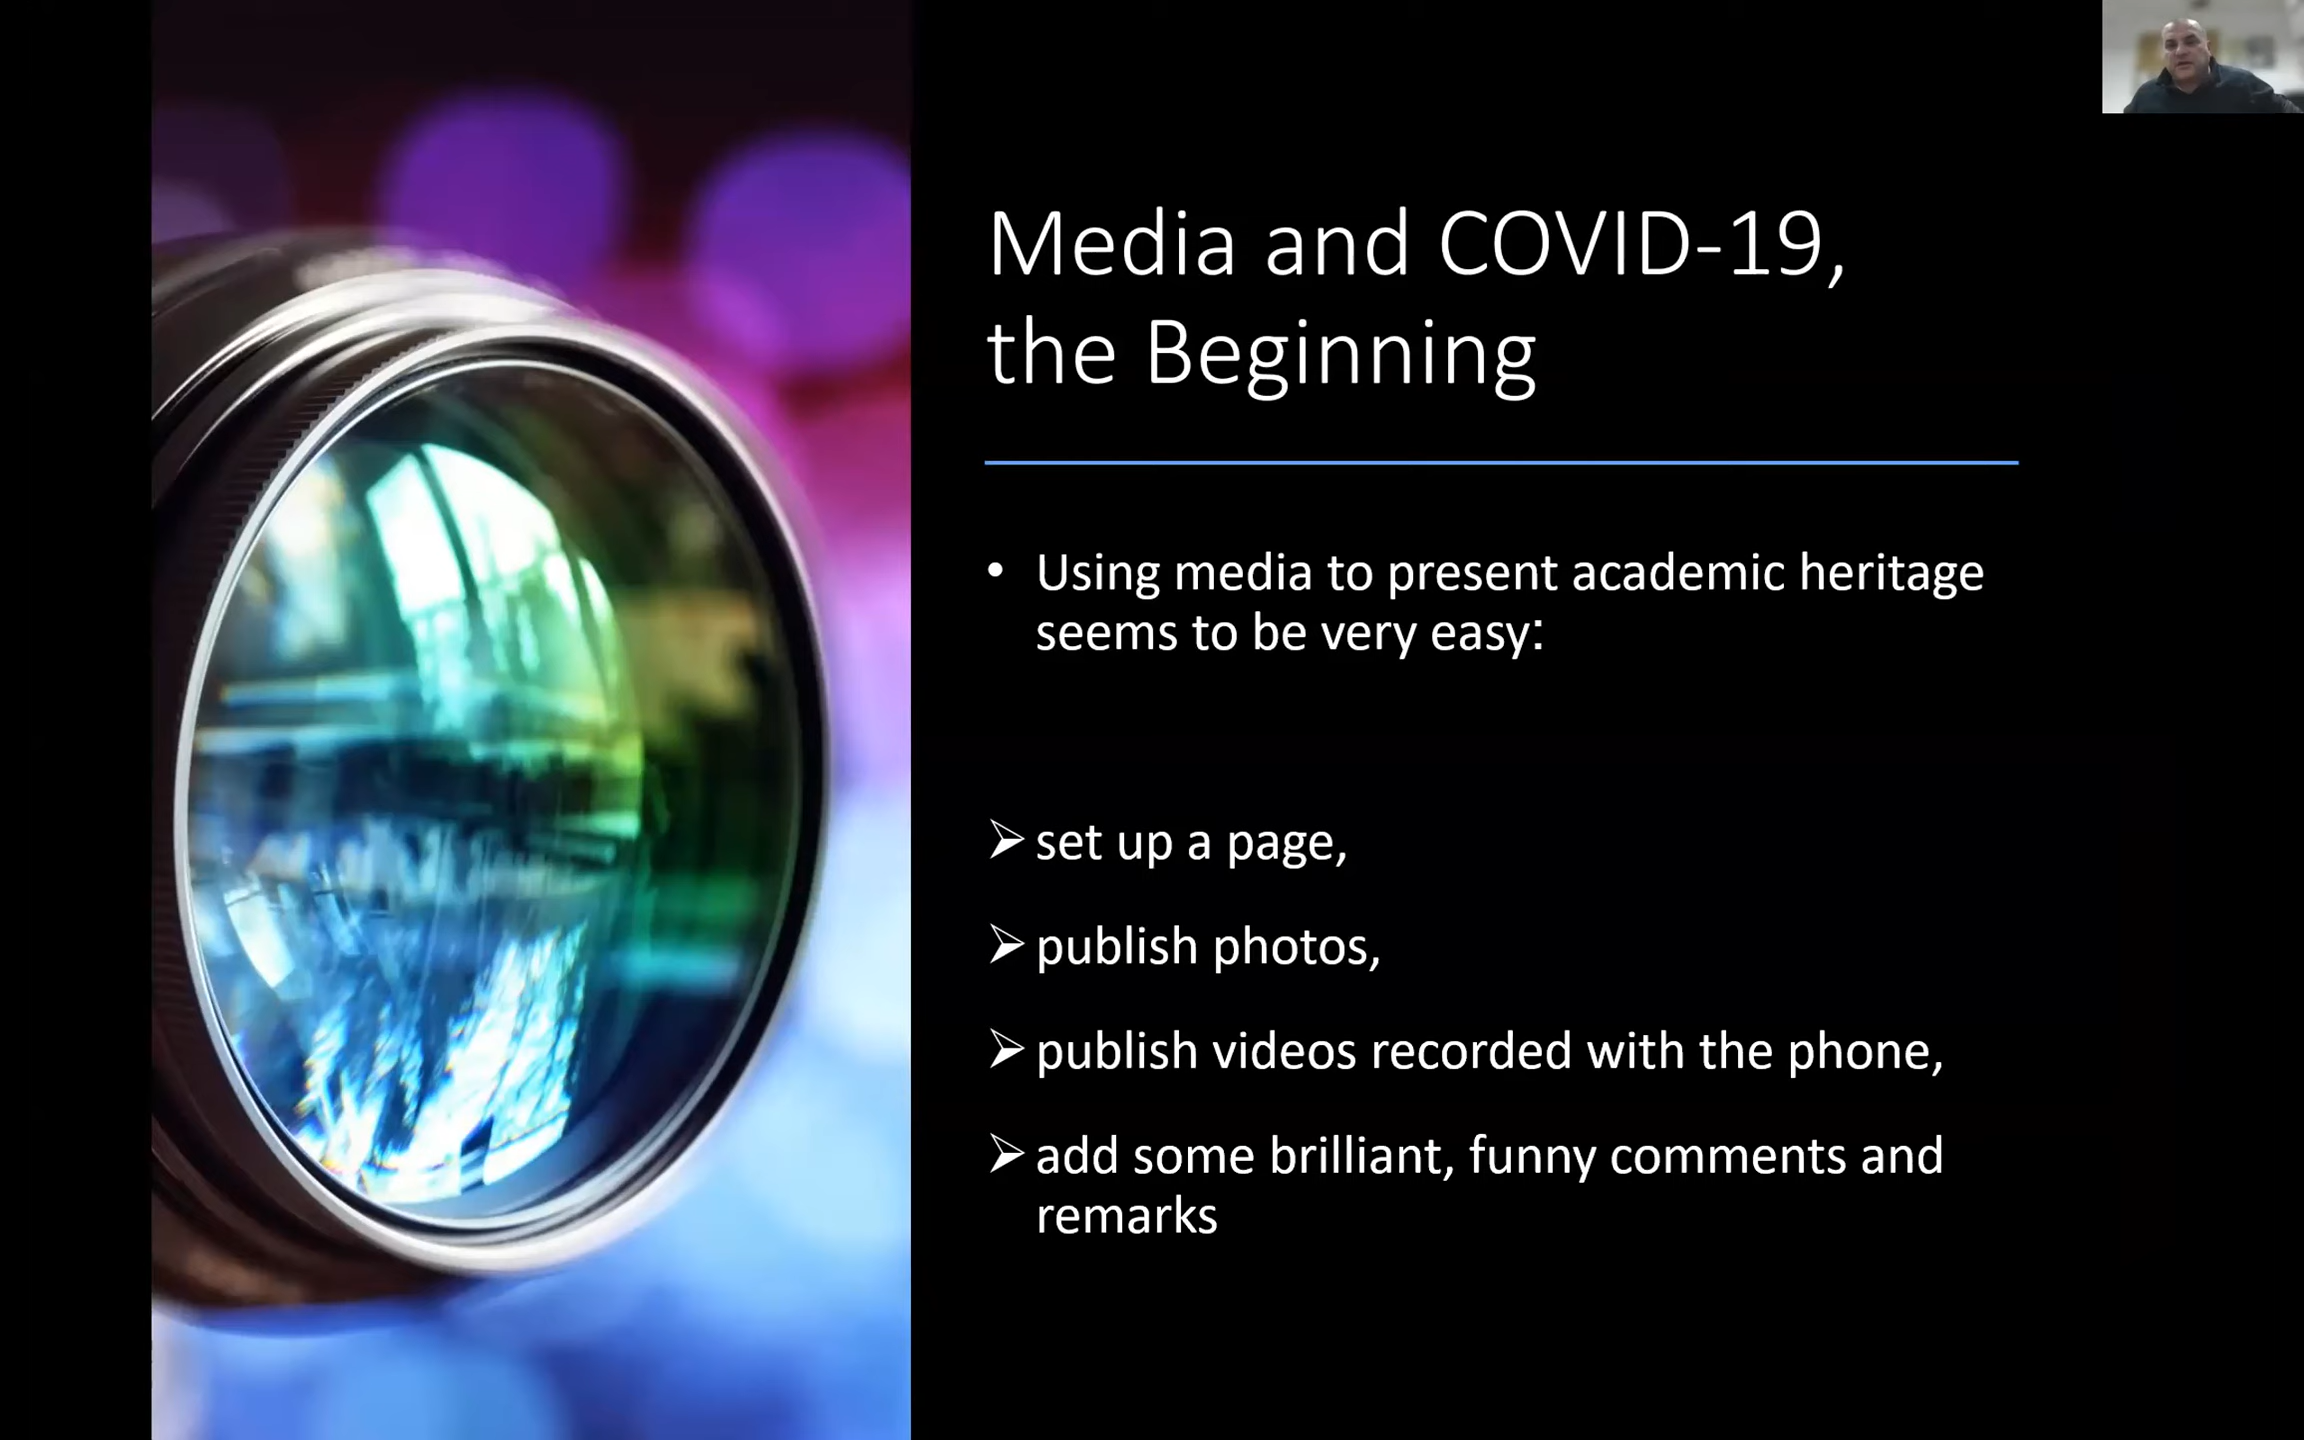 Media and COVID-19,
the Beginning
• Using media to present academic heritage
seems to be very easy:
➢ set up a page,
➢ publish photos,
➢ publish videos recorded with the phone,
➢ add some brilliant, funny comments and
remarks